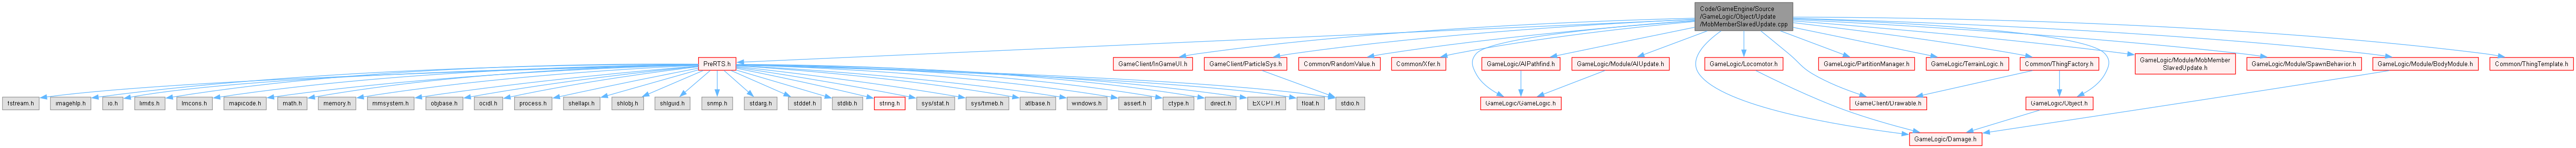 Code/GameEngine/Source
/GameLogic/Object/Update
/MobMemberSlavedUpdate.cpp
PreRTS.h
GameClient/InGameUI.h
GameClient/ParticleSys.h
Common/RandomValue.h
Common/Xfer.h
GameLogic/AIPathfind.h
GameLogic/Module/AIUpdate.h
GameLogic/Locomotor.h
GameLogic/PartitionManager.h
GameLogic/TerrainLogic.h
Common/ThingFactory.h
GameLogic/Module/MobMember
SlavedUpdate.h
GameLogic/Module/SpawnBehavior.h
GameLogic/Module/BodyModule.h
Common/ThingTemplate.h
fstream.h
imagehlp.h
io.h
limits.h
lmcons.h
mapicode.h
math.h
memory.h
mmsystem.h
objbase.h
ocidl.h
process.h
shellapi.h
shlobj.h
shlguid.h
snmp.h
stdarg.h
stddef.h
stdlib.h
string.h
sys/stat.h
sys/timeb.h
atlbase.h
windows.h
assert.h
ctype.h
direct.h
EXCPT.H
float.h
stdio.h
GameLogic/GameLogic.h
GameClient/Drawable.h
GameLogic/Object.h
GameLogic/Damage.h